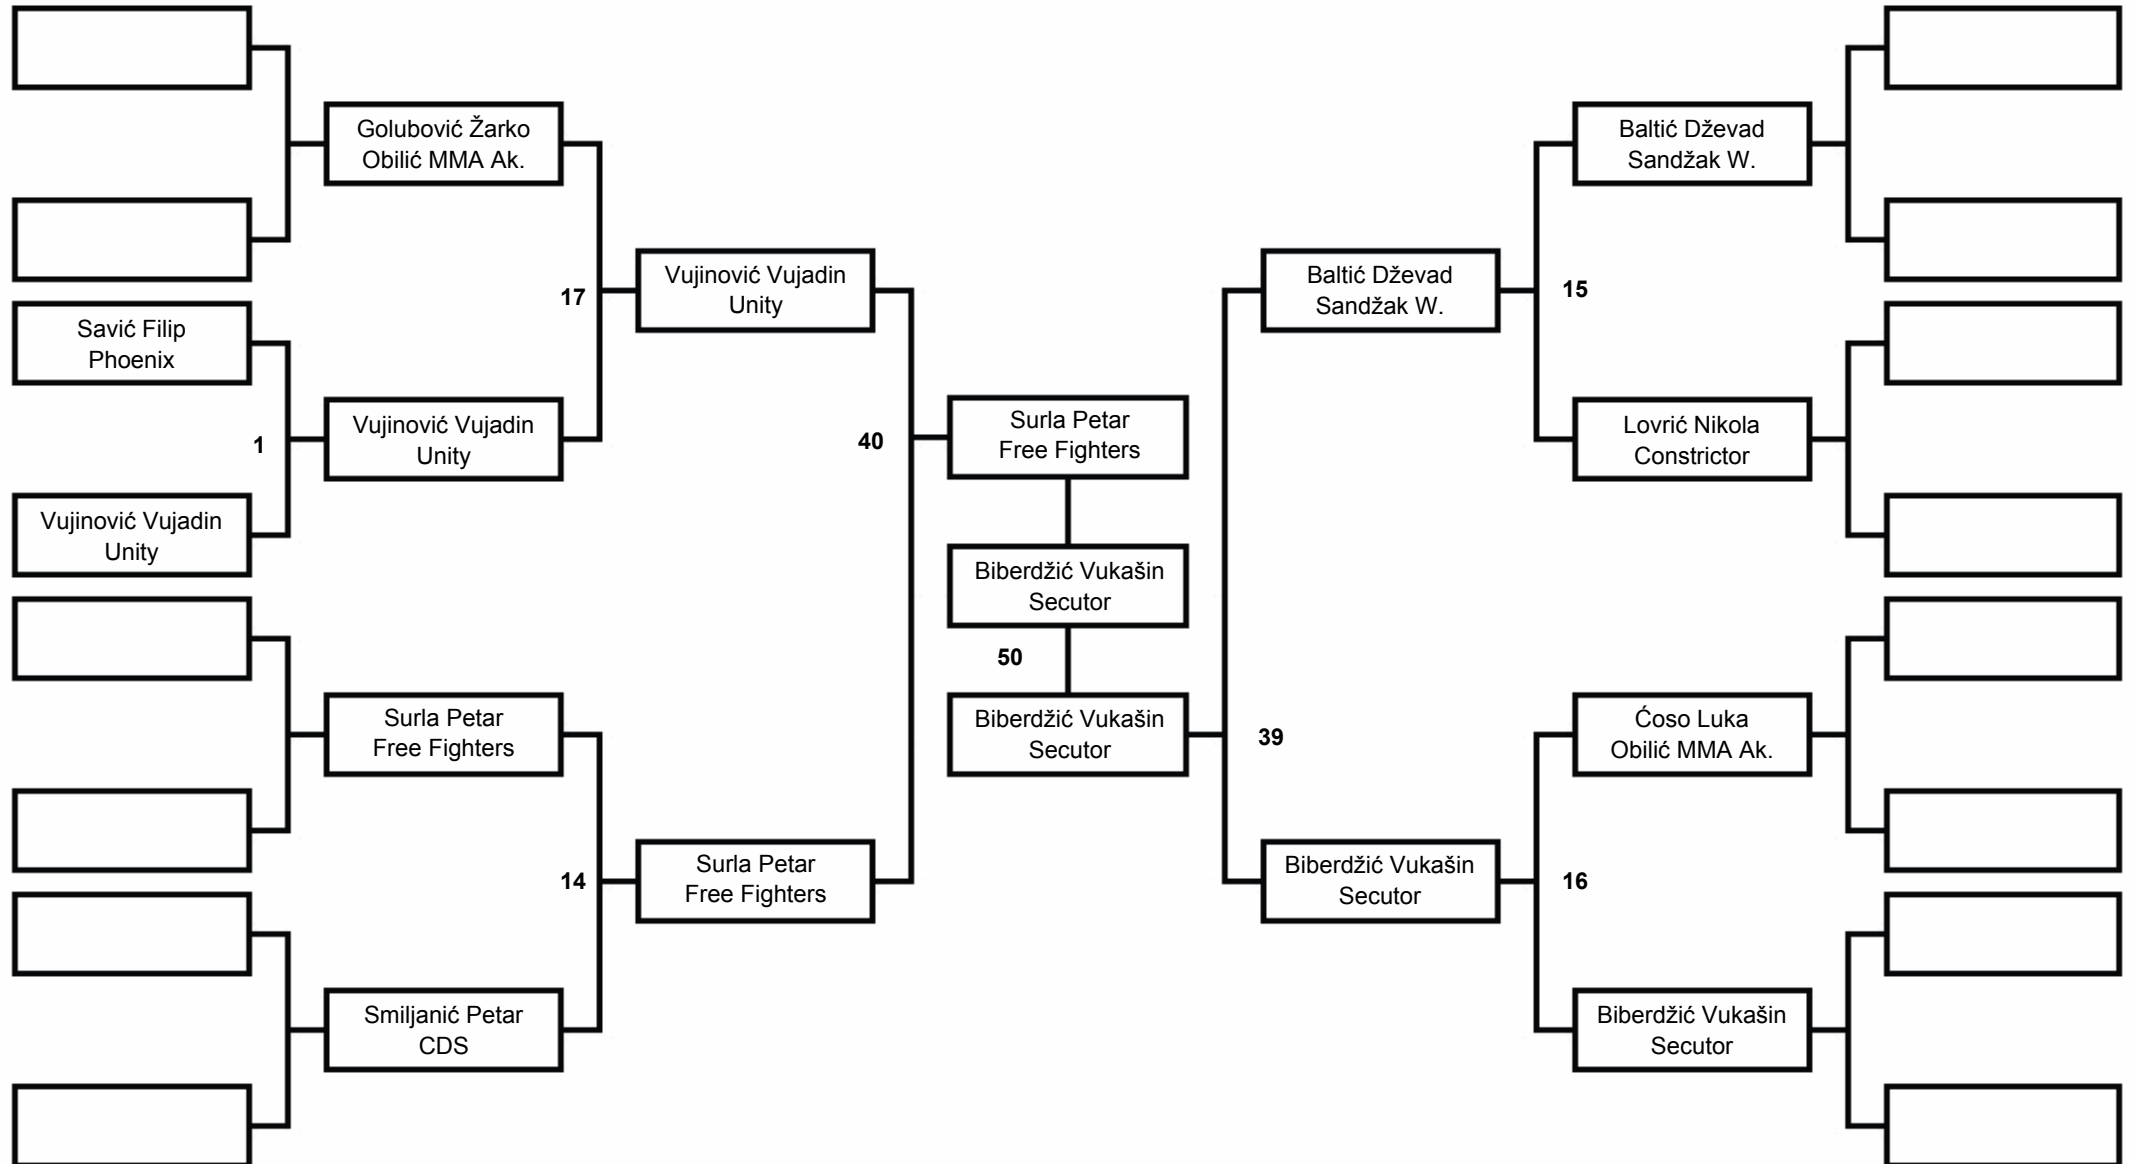 Golubović Žarko
Obilić MMA Ak.
Baltić Dževad
Sandžak W.
Vujinović Vujadin
Unity
Baltić Dževad
Sandžak W.
17
15
Savić Filip
Phoenix
Vujinović Vujadin
Unity
Surla Petar
Free Fighters
Lovrić Nikola
Constrictor
1
40
Vujinović Vujadin
Unity
Biberdžić Vukašin
Secutor
50
Surla Petar
Free Fighters
Biberdžić Vukašin
Secutor
39
Ćoso Luka
Obilić MMA Ak.
Surla Petar
Free Fighters
Biberdžić Vukašin
Secutor
14
16
Smiljanić Petar
CDS
Biberdžić Vukašin
Secutor